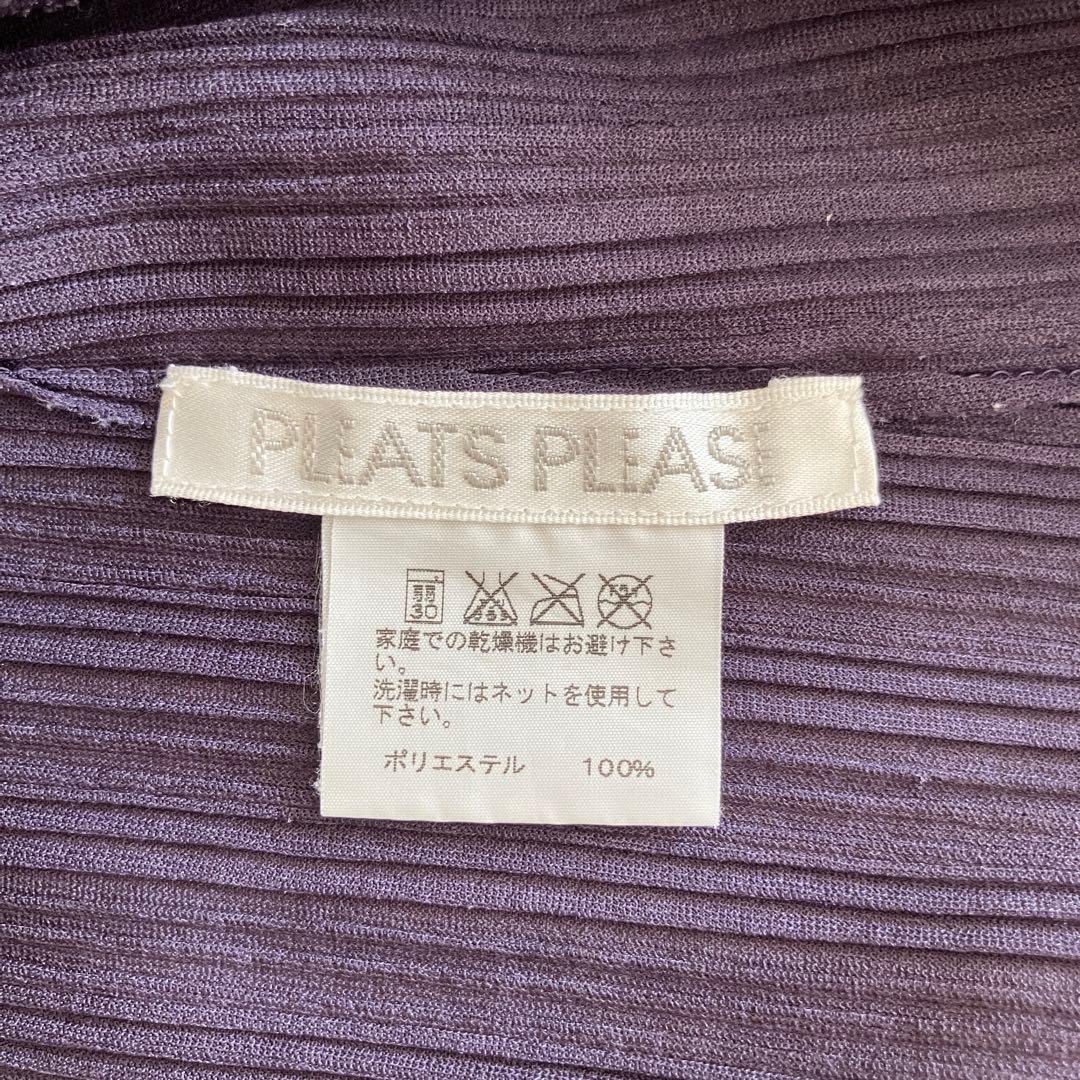 PLEATS PLEASE
弱
30
家庭での乾燥機はお避け下さ
い。
洗濯時にはネットを使用して
下さい。
ポリエステル 100%